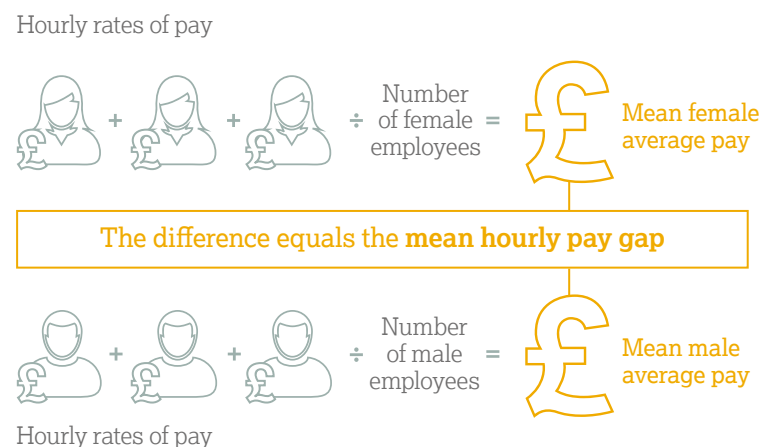 Hourly rates of pay
£ + £ + £ ÷ Number of female employees = £ Mean female average pay
The difference equals the mean hourly pay gap
£ + £ + £ ÷ Number of male employees = £ Mean male average pay
Hourly rates of pay